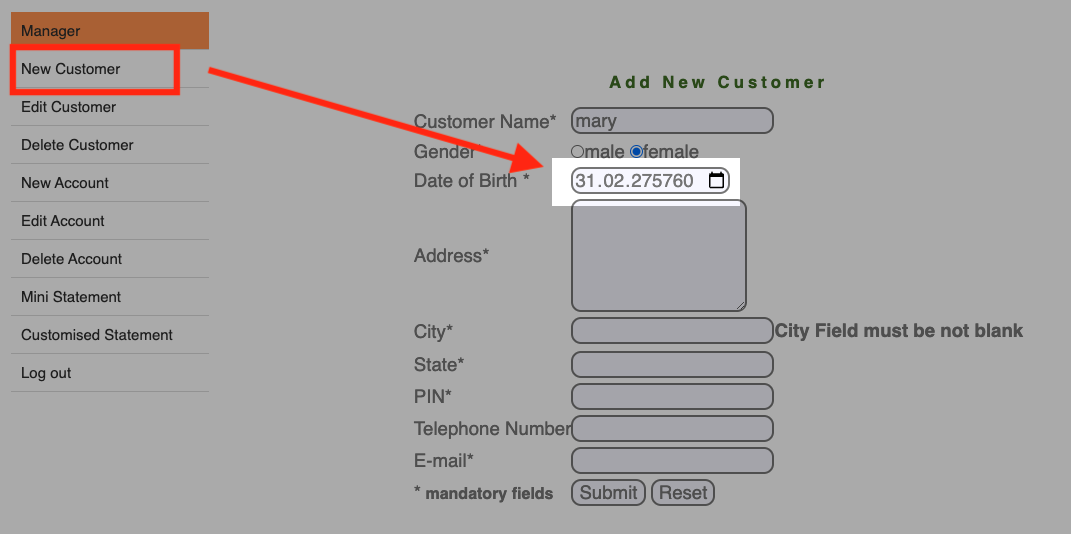 Manager
New Customer
Edit Customer
Delete Customer
New Account
Edit Account
Delete Account
Mini Statement
Customised Statement
Log out
Add New Customer
Customer Name* mary
Gender male female
Date of Birth * 31.02.275760
Address*
City* City Field must be not blank
State*
PIN*
Telephone Number
E-mail*
* mandatory fields Submit Reset